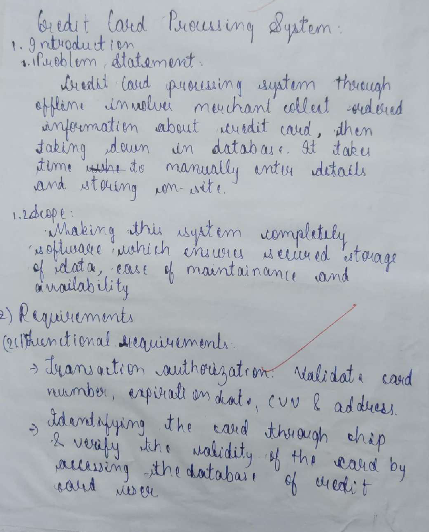 Credit Card Processing System:
1. Introduction
1.1 Problem statement:
Credit card processing system through
offline involves merchant collect ordered
information about credit card, then
taking down in database. It takes
time to manually enter details
and storing on-site.
1.2 Scope:
Making this system completely
software which ensures secured storage
of data, ease of maintainance and
availability
2) Requirements
(2.1) Functional requirements
→ Transaction authorization: Validate card
number, expiration date, CVV & address.
→ Identifying the card through chip
& verify the validity of the card by
accessing the database of credit
card user